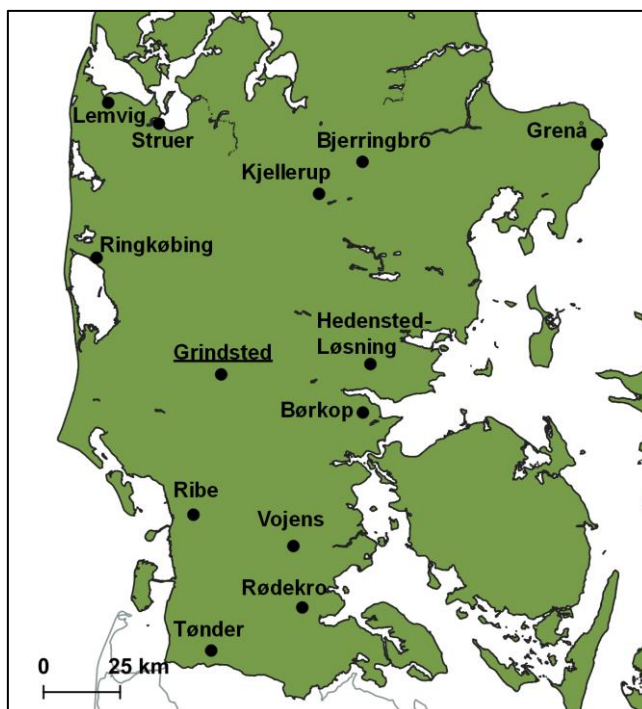 Lemvig
Struer
Bjerringbro
Grenå
Kjellerup
Ringkøbing
Hedensted-
Løsning
Grindsted
Børkop
Ribe
Vojens
Rødekro
Tønder
0 25 km